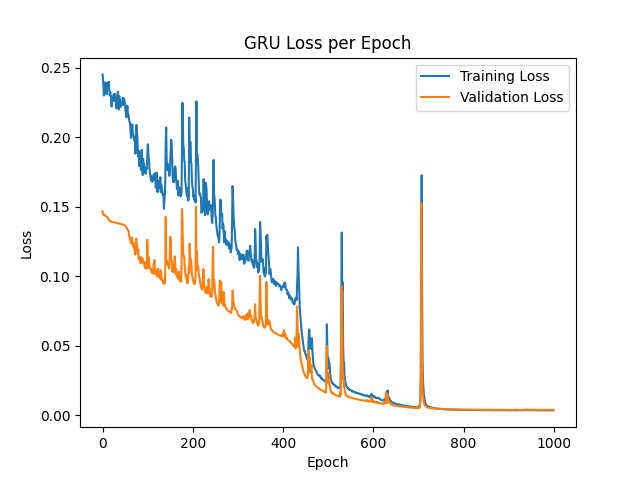 GRU Loss per Epoch
Training Loss
Validation Loss
0.25
0.20
0.15
0.10
0.05
0.00
Loss
0 200 400 600 800 1000
Epoch